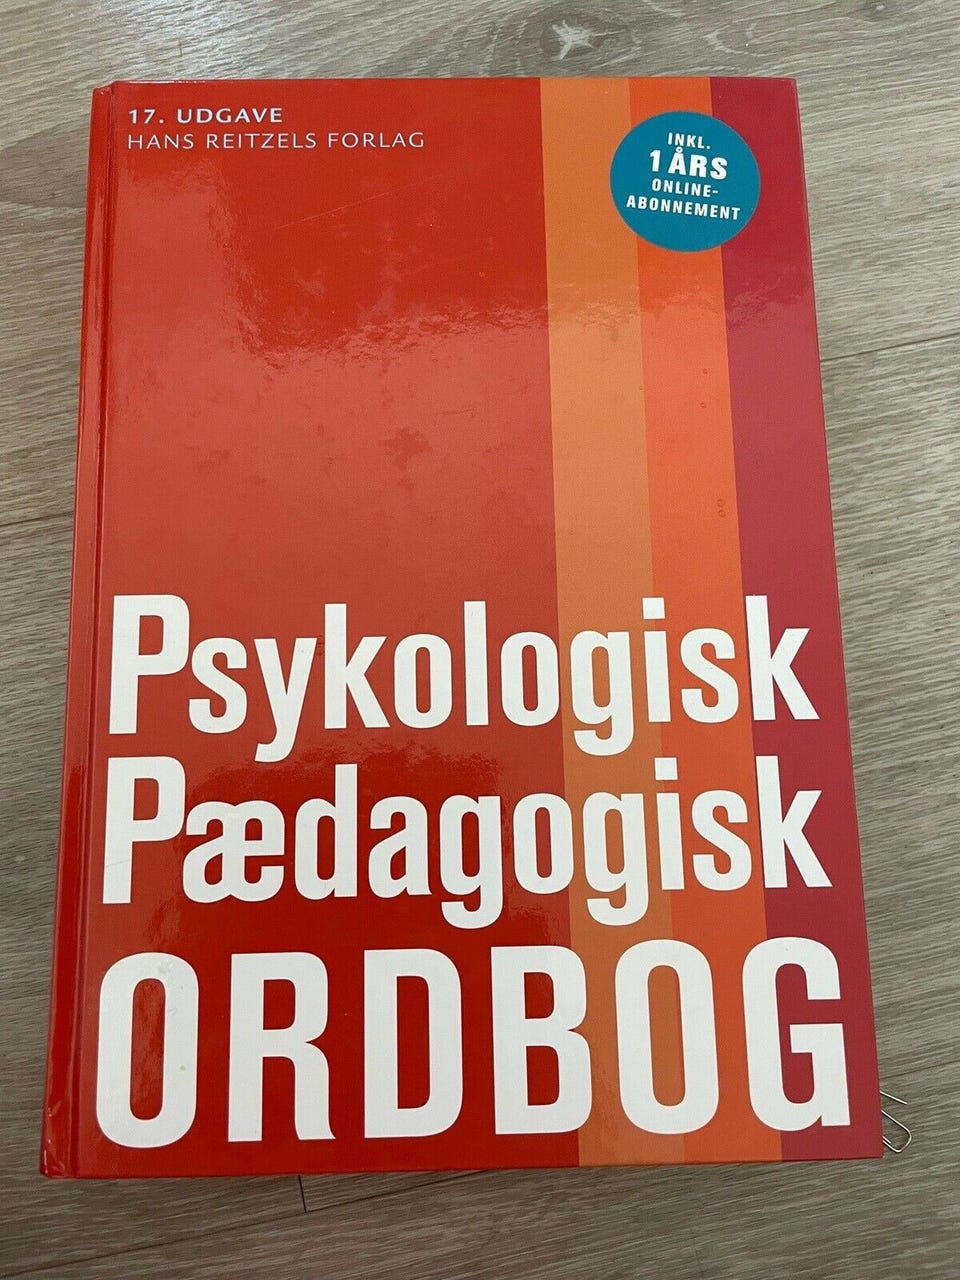 17. UDGAVE
HANS REITZELS FORLAG
INKL.
1 ÅRS
ONLINE-
ABONNEMENT
Psykologisk
Pædagogisk
ORDBOG